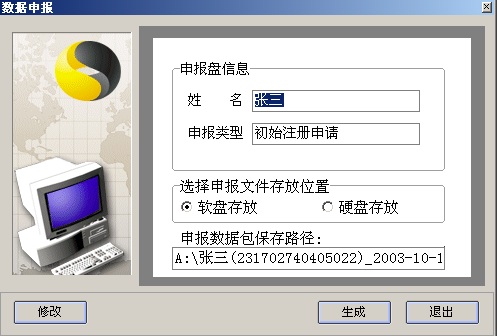 数据申报
申报盘信息
姓 名 张三
申报类型 初始注册申请
选择申报文件存放位置
软盘存放 硬盘存放
申报数据包保存路径:
A:\张三(231702740405022)_2003-10-1
修改 生成 退出